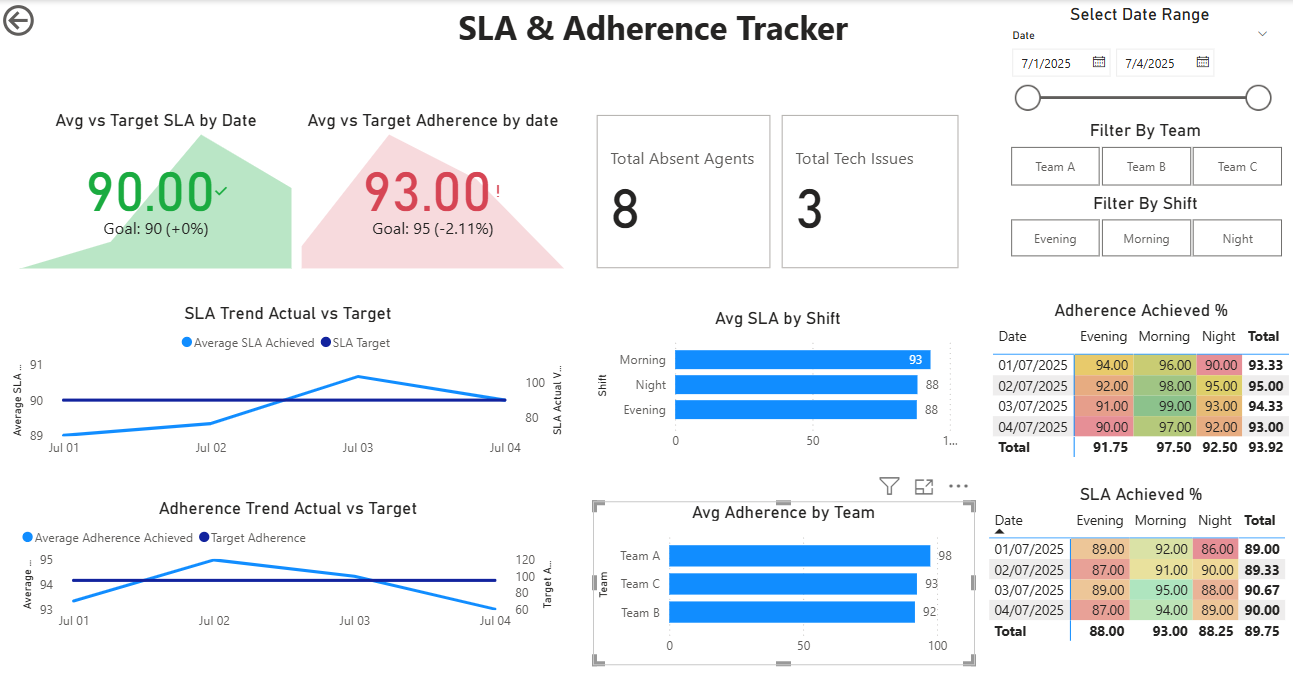 SLA & Adherence Tracker
Select Date Range
Date
7/1/2025 7/4/2025
Filter By Team
Team A Team B Team C
Filter By Shift
Evening Morning Night
Avg vs Target SLA by Date
90.00
Goal: 90 (+0%)
Avg vs Target Adherence by date
93.00!
Goal: 95 (-2.11%)
Total Absent Agents
8
Total Tech Issues
3
SLA Trend Actual vs Target
Average SLA Achieved SLA Target
Average SLA ...
91
90
89
100
80
SLA Actual V...
Jul 01 Jul 02 Jul 03 Jul 04
Avg SLA by Shift
Shift
Morning 93
Night 88
Evening 88
0 50 1...
Adherence Achieved %
Date Evening Morning Night Total
01/07/2025 94.00 96.00 90.00 93.33
02/07/2025 92.00 98.00 95.00 95.00
03/07/2025 91.00 99.00 93.00 94.33
04/07/2025 90.00 97.00 92.00 93.00
Total 91.75 97.50 92.50 93.92
Adherence Trend Actual vs Target
Average Adherence Achieved Target Adherence
Average ...
95
94
93
120
100
80
60
Target A...
Jul 01 Jul 02 Jul 03 Jul 04
Avg Adherence by Team
Team
Team A 98
Team C 93
Team B 92
0 50 100
SLA Achieved %
Date Evening Morning Night Total
01/07/2025 89.00 92.00 86.00 89.00
02/07/2025 87.00 91.00 90.00 89.33
03/07/2025 89.00 95.00 88.00 90.67
04/07/2025 87.00 94.00 89.00 90.00
Total 88.00 93.00 88.25 89.75